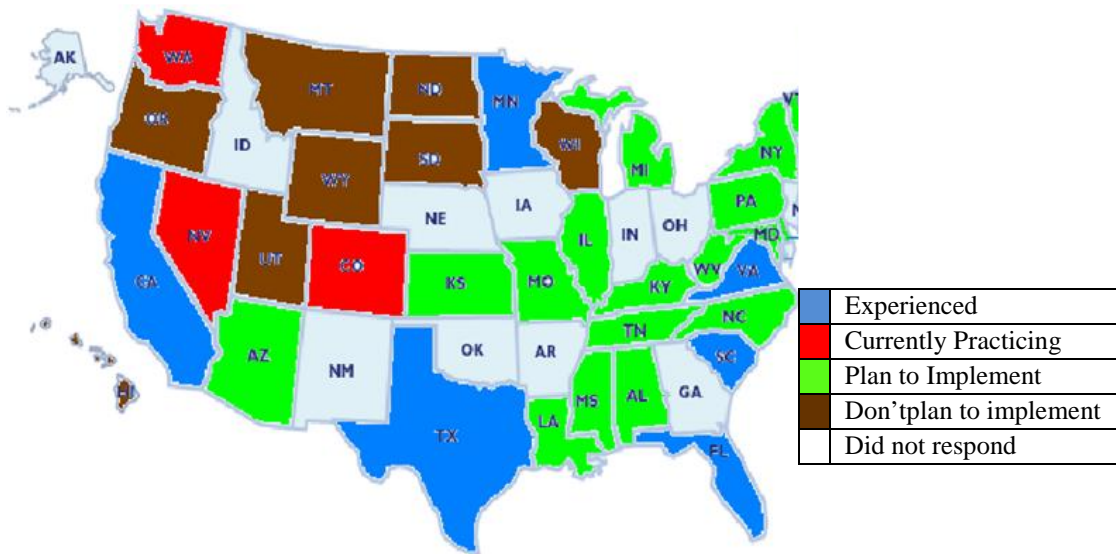 AK
WA
MT
ND
MN
OR
ID
WI
SD
WY
MI
NY
IA
NE
PA
NV
UT
CO
IL
IN
OH
MD
CA
KS
MO
WV
VA
KY
TN
NC
AZ
NM
OK
AR
SC
MS
AL
GA
LA
TX
FL
HI
Experienced
Currently Practicing
Plan to Implement
Don'tplan to implement
Did not respond